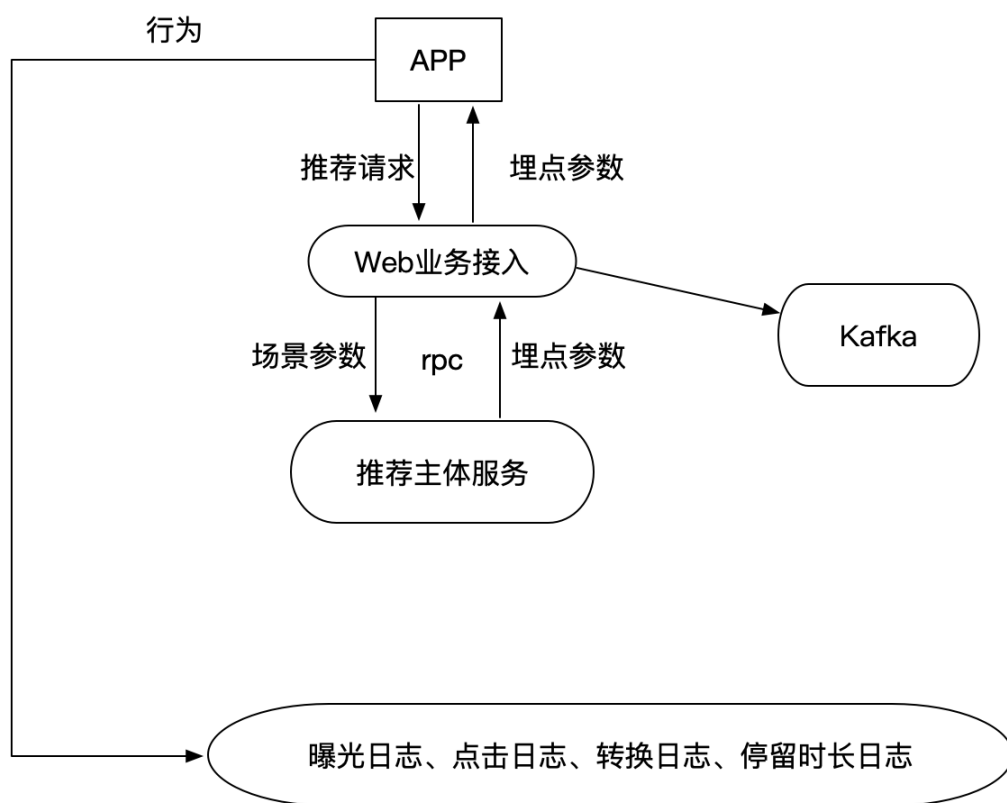 行为
APP
推荐请求
埋点参数
Web业务接入
Kafka
场景参数
rpc
埋点参数
推荐主体服务
曝光日志、点击日志、转换日志、停留时长日志